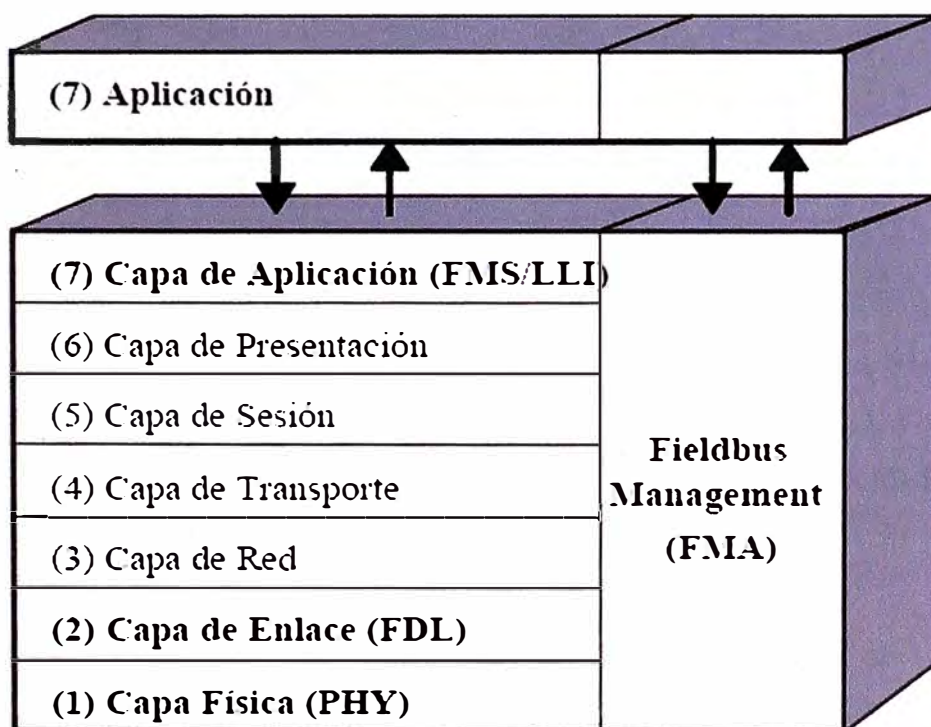 (7) Aplicación
(7) Capa de Aplicación (FMS/LLI)
(6) Capa de Presentación
(5) Capa de Sesión
(4) Capa de Transporte
(3) Capa de Red
(2) Capa de Enlace (FDL)
(1) Capa Física (PHY)
Fieldbus
Management
(FMA)